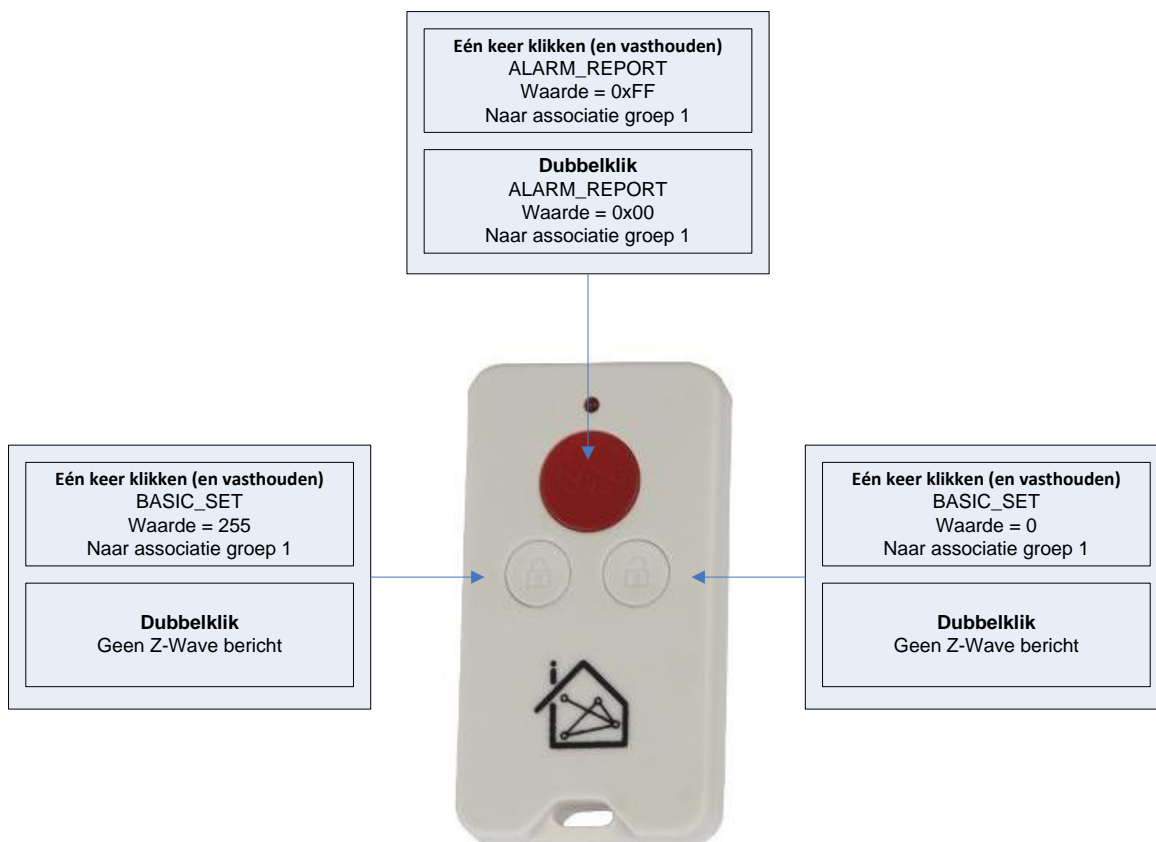 Eén keer klikken (en vasthouden)
ALARM_REPORT
Waarde = 0xFF
Naar associatie groep 1
Dubbelklik
ALARM_REPORT
Waarde = 0x00
Naar associatie groep 1
Eén keer klikken (en vasthouden)
BASIC_SET
Waarde = 255
Naar associatie groep 1
Dubbelklik
Geen Z-Wave bericht
Eén keer klikken (en vasthouden)
BASIC_SET
Waarde = 0
Naar associatie groep 1
Dubbelklik
Geen Z-Wave bericht